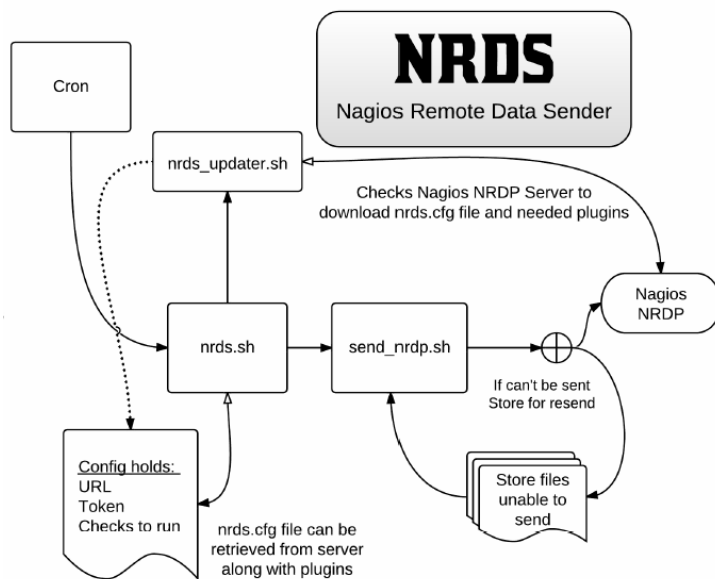 NRDS
Nagios Remote Data Sender
Cron
nrds_updater.sh
Checks Nagios NRDP Server to
download nrds.cfg file and needed plugins
Nagios
NRDP
nrds.sh
send_nrdp.sh
If can't be sent
Store for resend
Config holds:
URL
Token
Checks to run
Store files
unable to
send
nrds.cfg file can be
retrieved from server
along with plugins